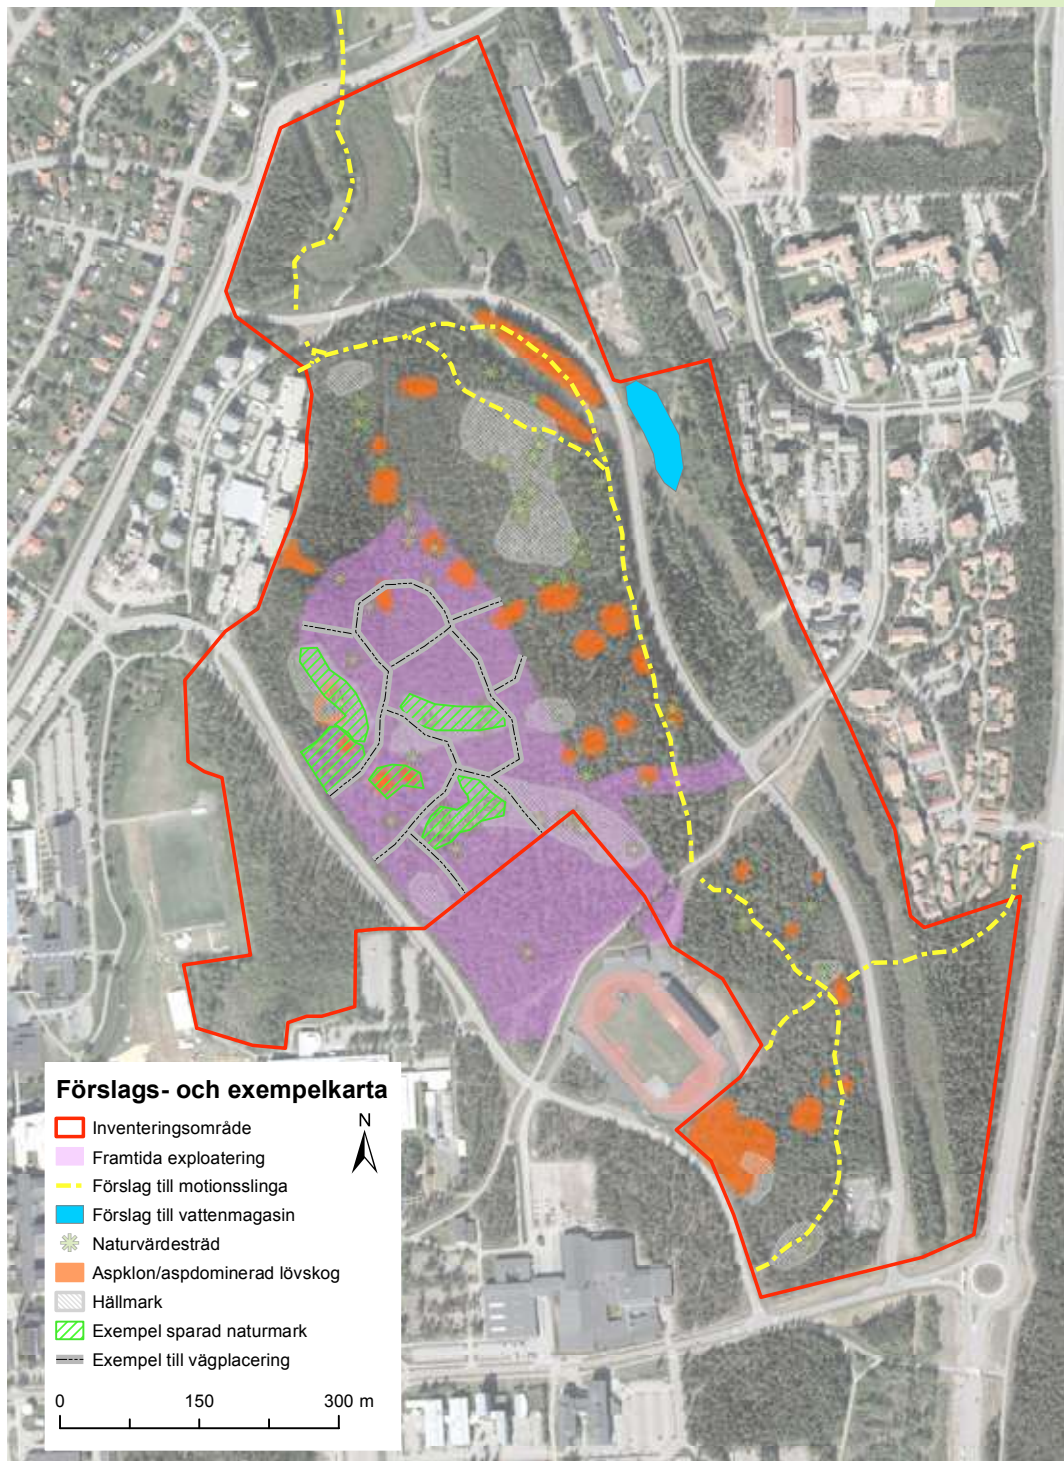 Förslags- och exempelkarta
N
Inventeringsområde
Framtida exploatering
Förslag till motionsslinga
Förslag till vattenmagasin
Naturvärdesträd
Aspklon/aspdominerad lövskog
Hällmark
Exempel sparad naturmark
Exempel till vägplacering
0 150 300 m